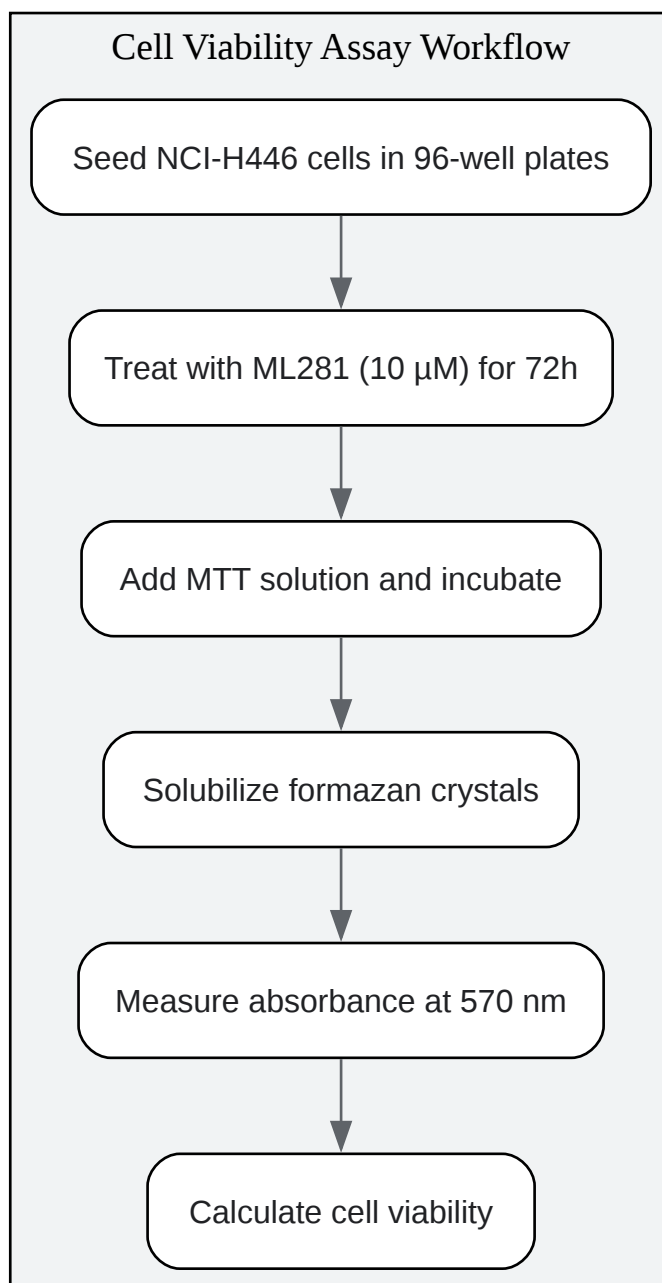 Cell Viability Assay Workflow
Seed NCI-H446 cells in 96-well plates
Treat with ML281 (10 µM) for 72h
Add MTT solution and incubate
Solubilize formazan crystals
Measure absorbance at 570 nm
Calculate cell viability